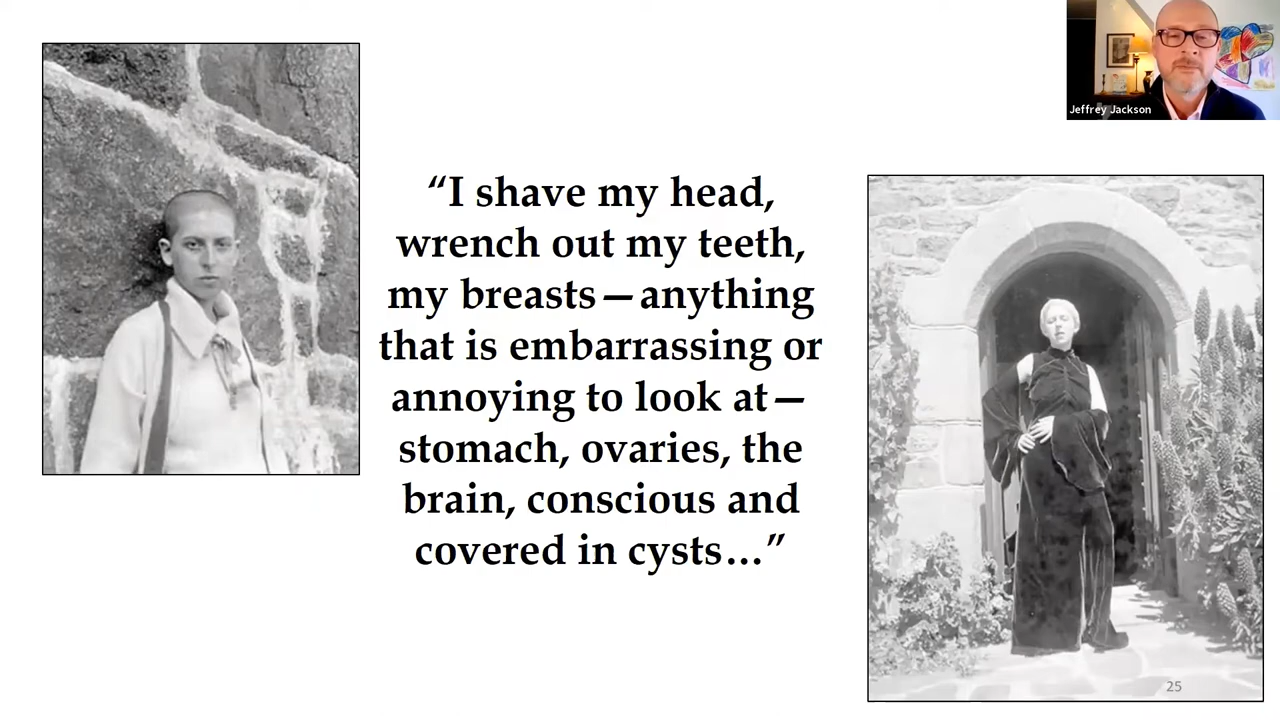 Jeffrey Jackson
“I shave my head,
wrench out my teeth,
my breasts—anything
that is embarrassing or
annoying to look at—
stomach, ovaries, the
brain, conscious and
covered in cysts…”
25